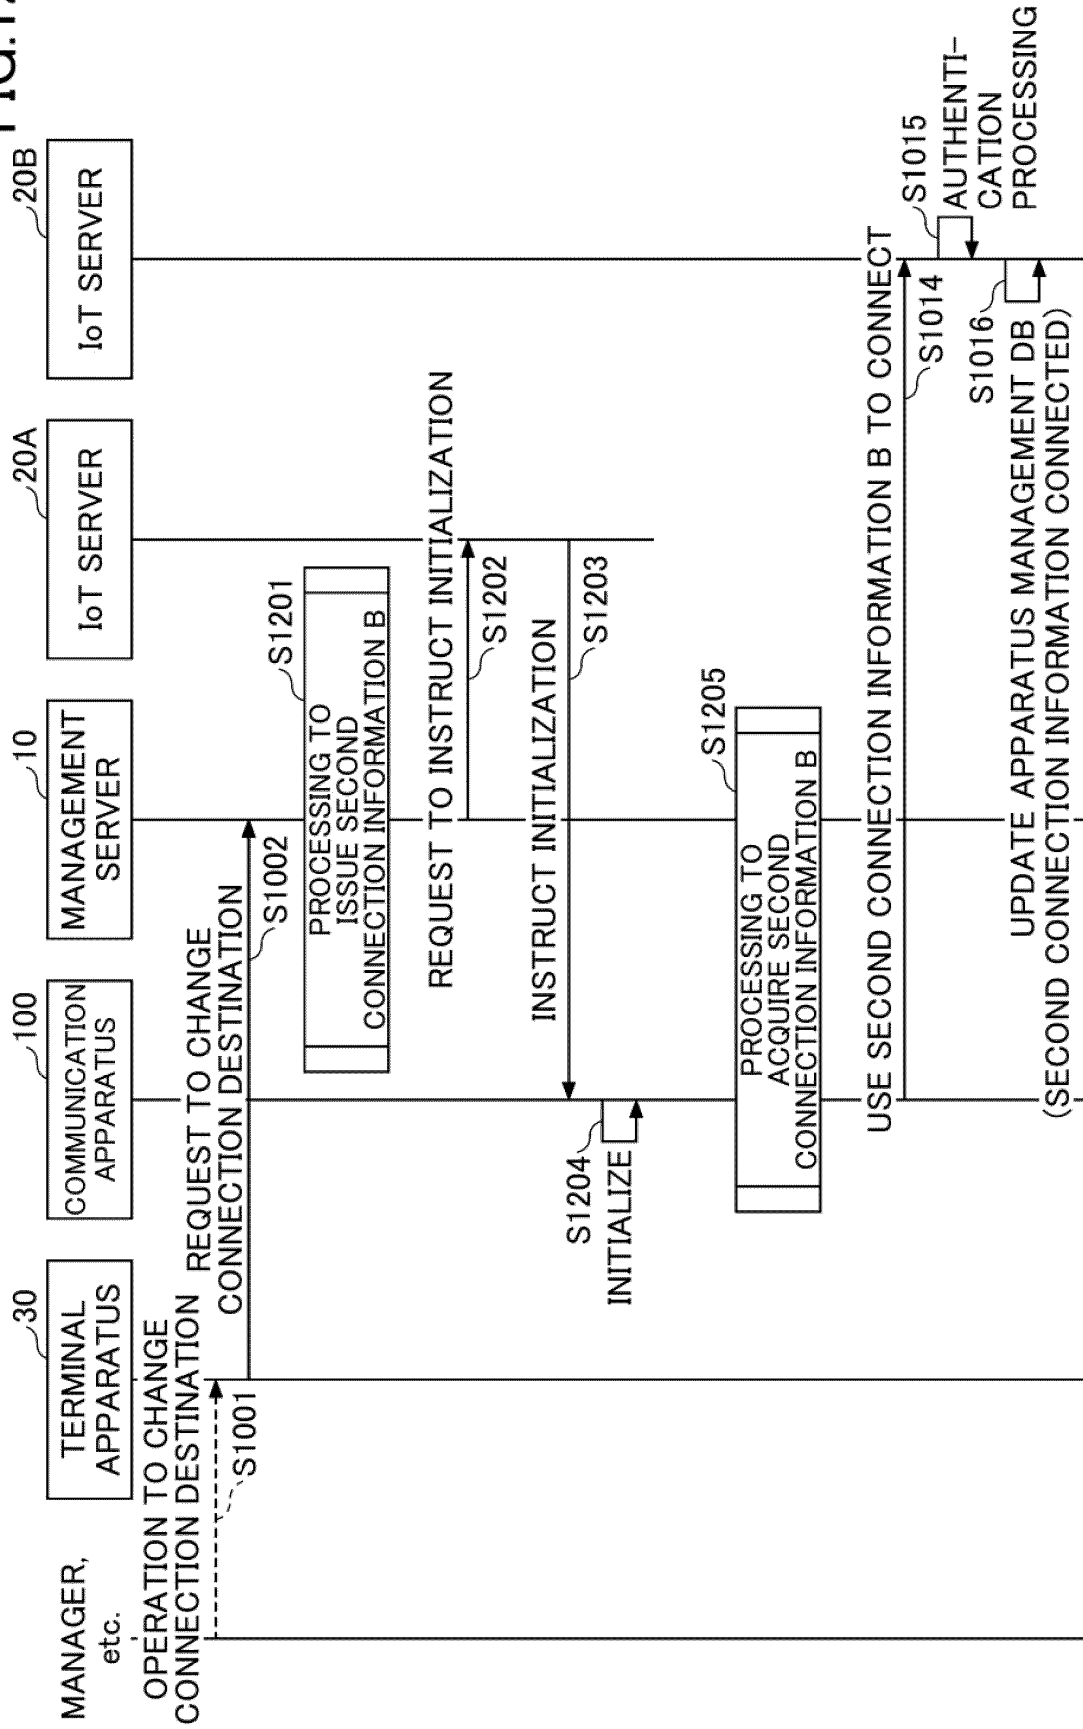 MANAGER,
etc.
30
TERMINAL
APPARATUS
100
COMMUNICATION
APPARATUS
10
MANAGEMENT
SERVER
20A
IoT SERVER
20B
IoT SERVER
OPERATION TO CHANGE
CONNECTION DESTINATION
S1001
REQUEST TO CHANGE
CONNECTION DESTINATION
S1002
S1201
PROCESSING TO
ISSUE SECOND
CONNECTION INFORMATION B
REQUEST TO INSTRUCT INITIALIZATION
S1202
INSTRUCT INITIALIZATION
S1203
S1204
INITIALIZE
S1205
PROCESSING TO
ACQUIRE SECOND
CONNECTION INFORMATION B
USE SECOND CONNECTION INFORMATION B TO CONNECT
S1014
S1015
AUTHENTI-
CATION
PROCESSING
S1016
UPDATE APPARATUS MANAGEMENT DB
(SECOND CONNECTION INFORMATION CONNECTED)